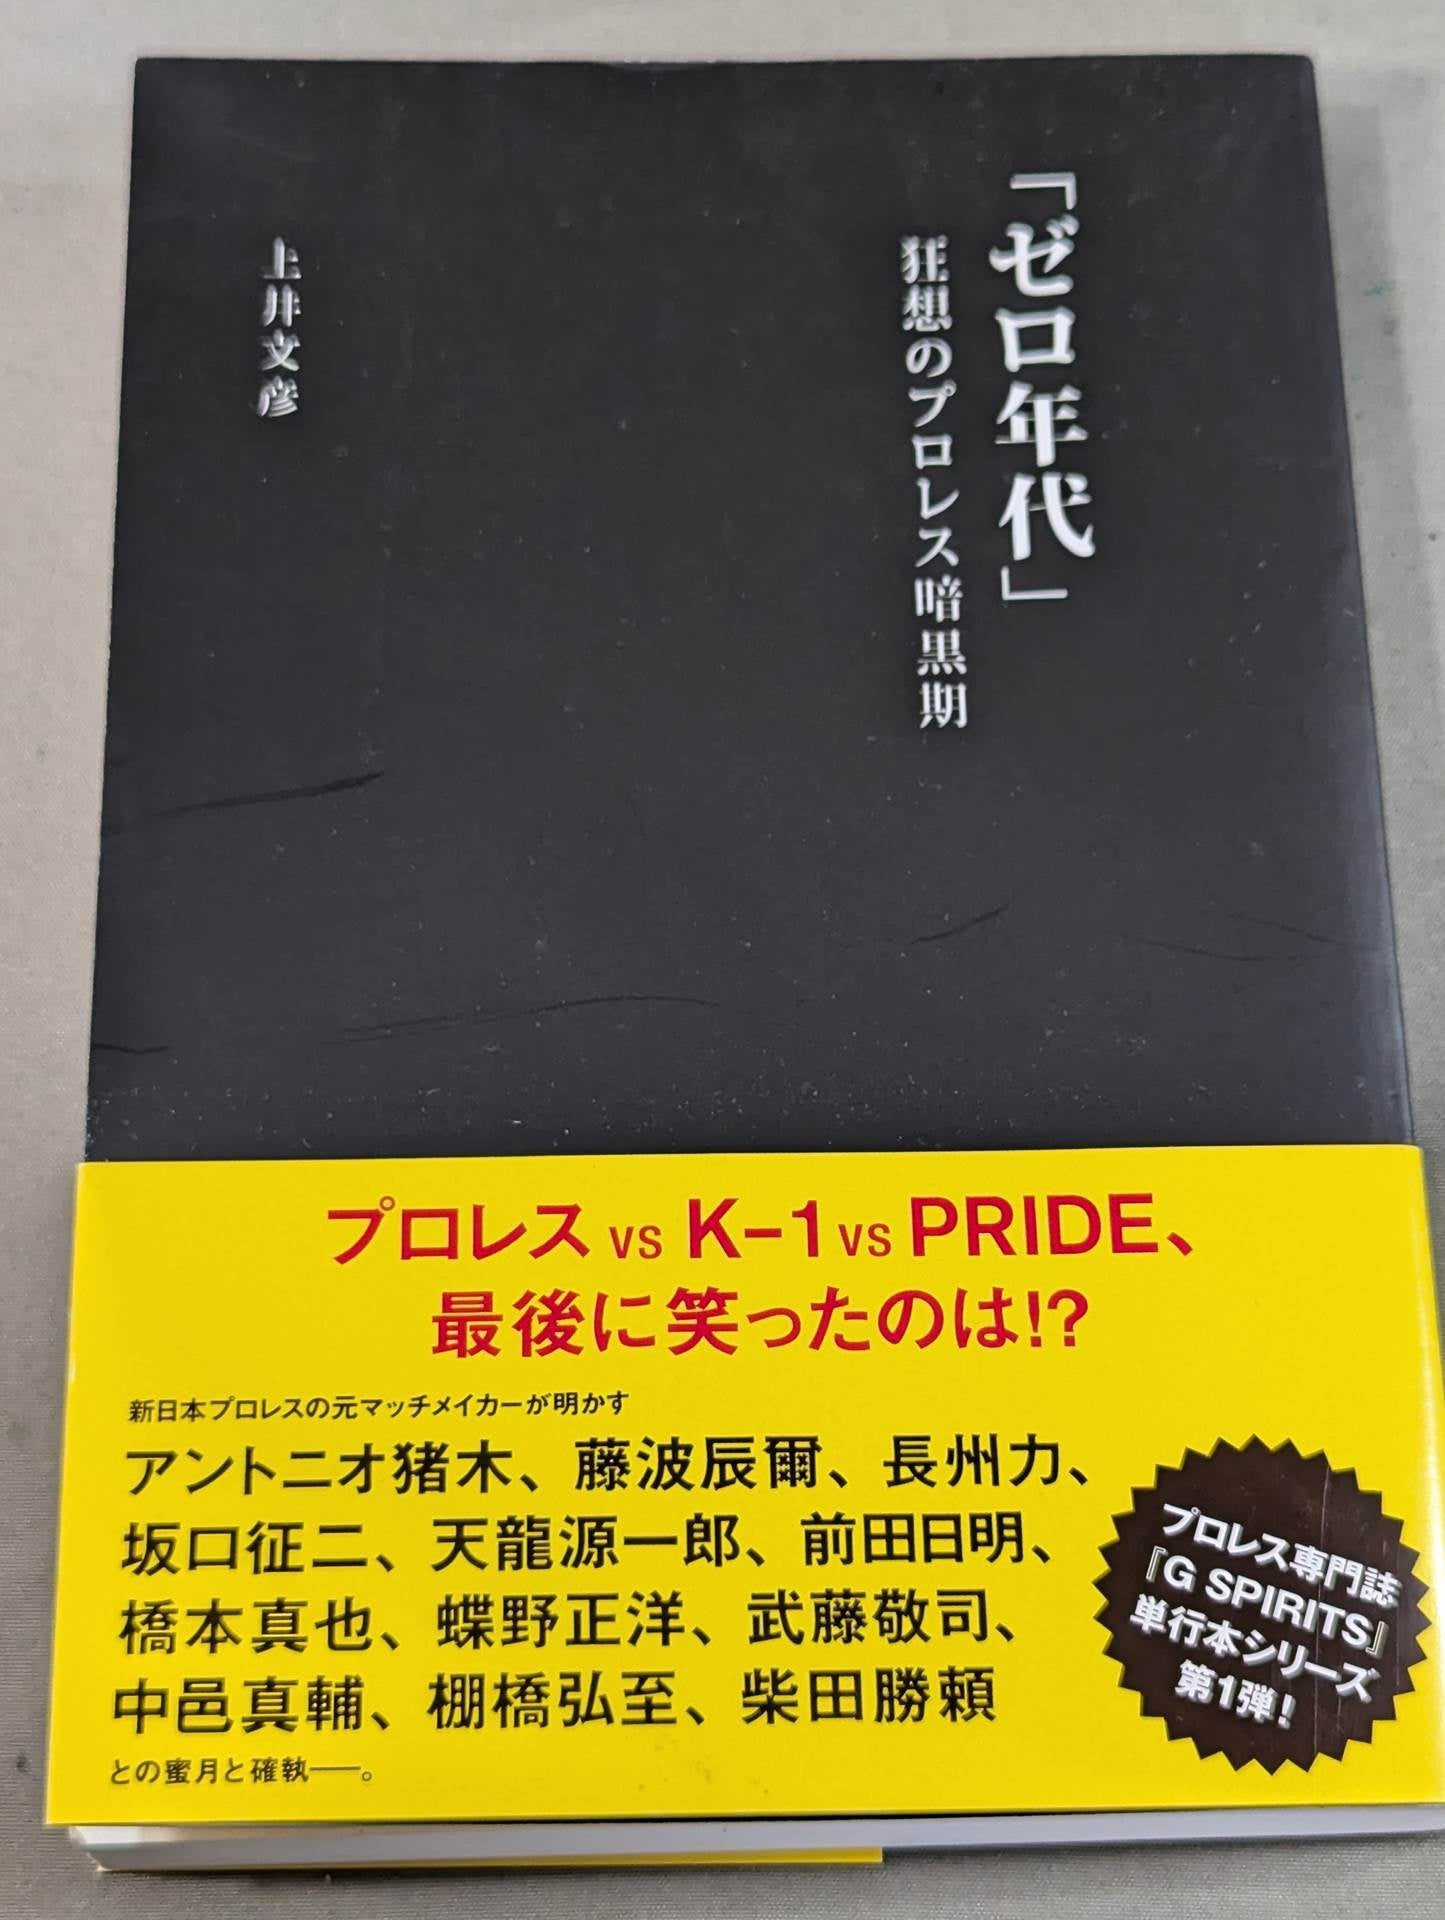 「ゼロ年代」
狂想のプロレス暗黒期
上井文彦
プロレス vs K-1 vs PRIDE、
最後に笑ったのは!?
新日本プロレスの元マッチメイカーが明かす
アントニオ猪木、藤波辰爾、長州力、
坂口征二、天龍源一郎、前田日明、
橋本真也、蝶野正洋、武藤敬司、
中邑真輔、棚橋弘至、柴田勝頼
との蜜月と確執──。
プロレス専門誌
『G SPIRITS』
単行本シリーズ
第1弾!